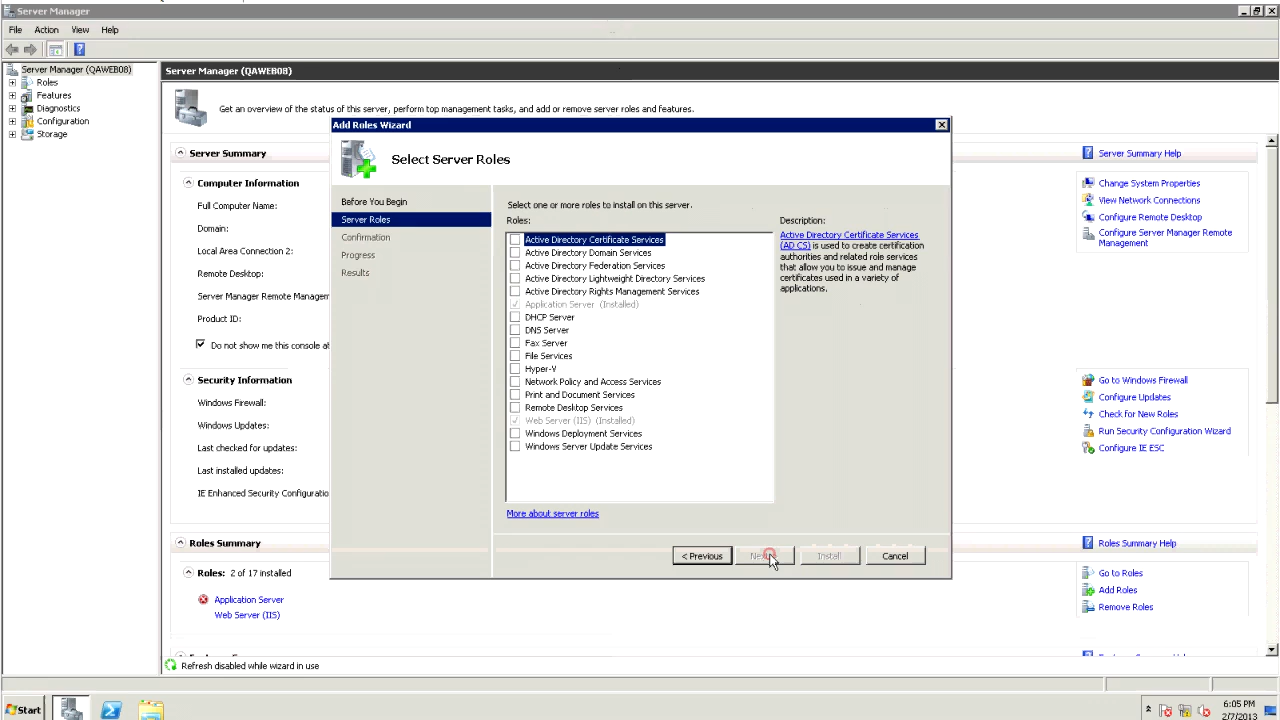 Server Manager
File Action View Help
Server Manager (QAWEB08)
Roles
Features
Diagnostics
Configuration
Storage
Server Manager (QAWEB08)
Get an overview of the status of this server, perform top management tasks, and add or remove server roles and features.
Server Summary
Computer Information
Full Computer Name:
Domain:
Local Area Connection 2:
Remote Desktop:
Server Manager Remote Managem
Product ID:
Do not show me this console at
Security Information
Windows Firewall:
Windows Updates:
Last checked for updates:
Last installed updates:
IE Enhanced Security Configuratio
Roles Summary
Roles: 2 of 17 installed
Application Server
Web Server (IIS)
Refresh disabled while wizard in use
Add Roles Wizard
Select Server Roles
Before You Begin
Server Roles
Confirmation
Progress
Results
Select one or more roles to install on this server.
Roles:
Active Directory Certificate Services
Active Directory Domain Services
Active Directory Federation Services
Active Directory Lightweight Directory Services
Active Directory Rights Management Services
Application Server (Installed)
DHCP Server
DNS Server
Fax Server
File Services
Hyper-V
Network Policy and Access Services
Print and Document Services
Remote Desktop Services
Web Server (IIS) (Installed)
Windows Deployment Services
Windows Server Update Services
More about server roles
Description:
Active Directory Certificate Services
(AD CS) is used to create certification
authorities and related role services
that allow you to issue and manage
certificates used in a variety of
applications.
< Previous
Install
Cancel
Server Summary Help
Change System Properties
View Network Connections
Configure Remote Desktop
Configure Server Manager Remote
Management
Go to Windows Firewall
Configure Updates
Check for New Roles
Run Security Configuration Wizard
Configure IE ESC
Roles Summary Help
Go to Roles
Add Roles
Remove Roles
Start
6:05 PM
2/7/2013